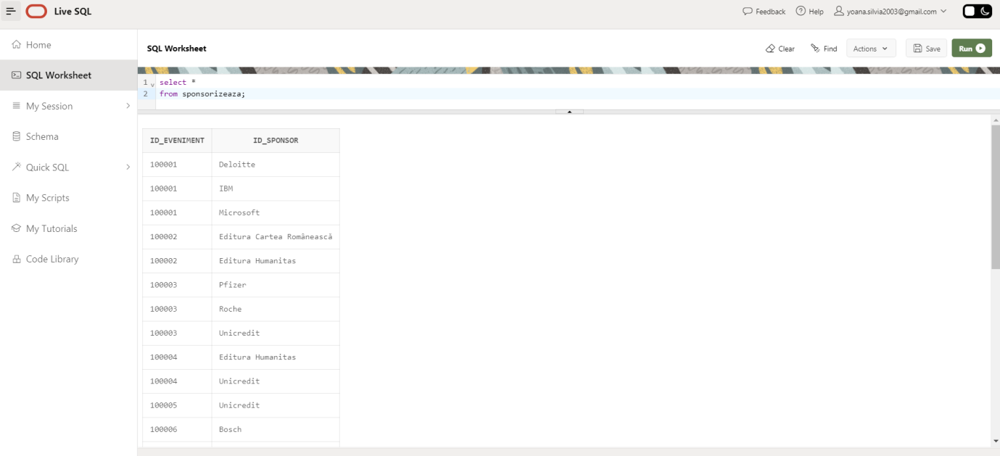 Live SQL
Feedback Help yoana.silvia2003@gmail.com
Home
SQL Worksheet
My Session
Schema
Quick SQL
My Scripts
My Tutorials
Code Library
SQL Worksheet
Clear Find Actions Save Run
1 select *
2 from sponsorizeaza;
ID_EVENIMENT ID_SPONSOR
100001 Deloitte
100001 IBM
100001 Microsoft
100002 Editura Cartea Românească
100002 Editura Humanitas
100003 Pfizer
100003 Roche
100003 Unicredit
100004 Editura Humanitas
100004 Unicredit
100005 Unicredit
100006 Bosch